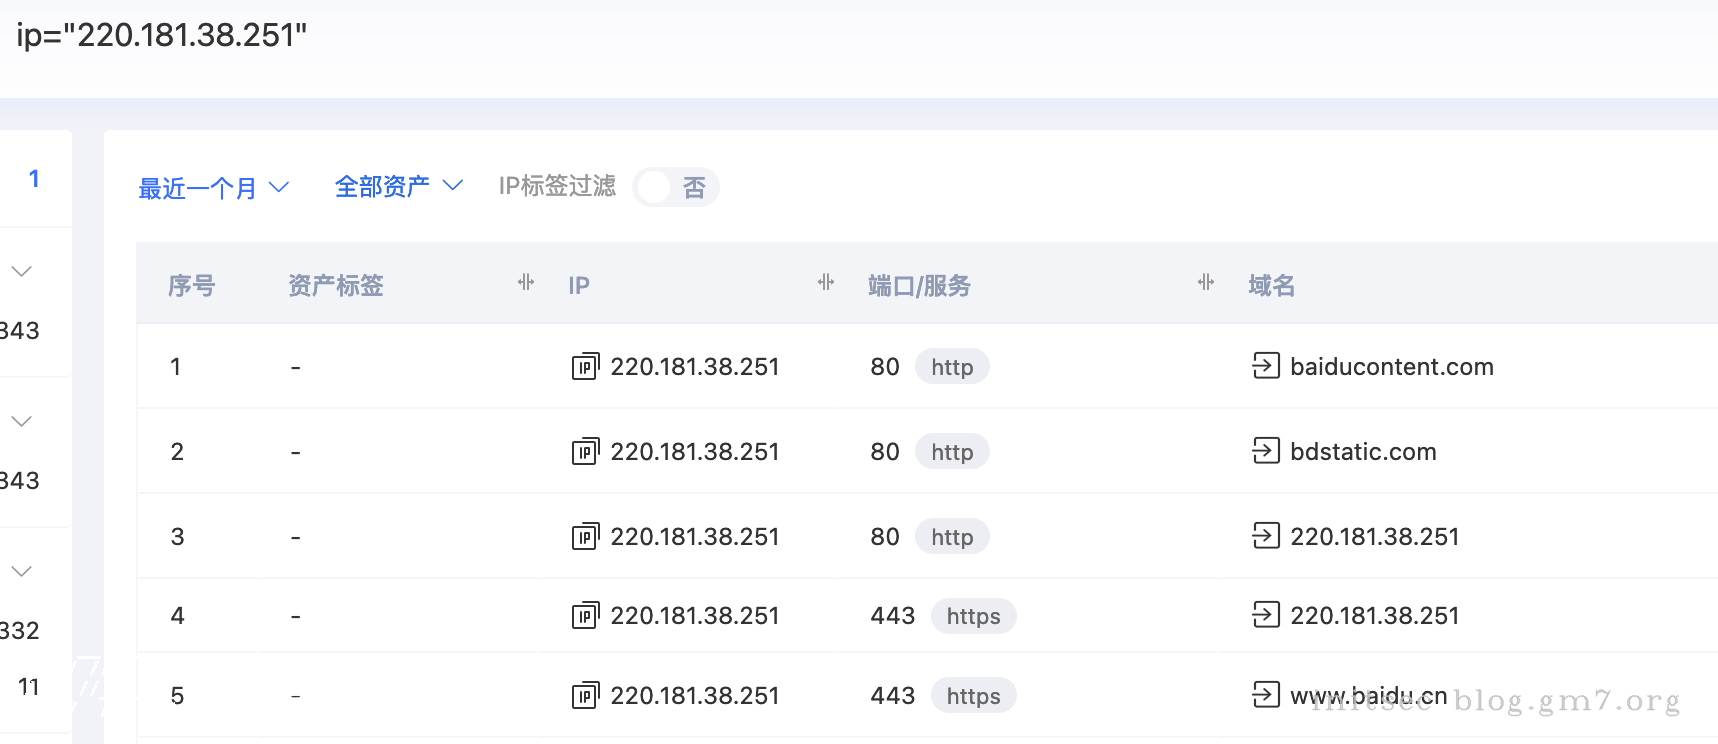 ip="220.181.38.251"
1
最近一个月 全部资产 IP标签过滤 否
序号 资产标签 IP 端口/服务 域名
343
1 - 220.181.38.251 80 http baiducontent.com
2 - 220.181.38.251 80 http bdstatic.com
343
3 - 220.181.38.251 80 http 220.181.38.251
4 - 220.181.38.251 443 https 220.181.38.251
332
11
5 - 220.181.38.251 443 https www.baidu.cn
blog.gm7.org